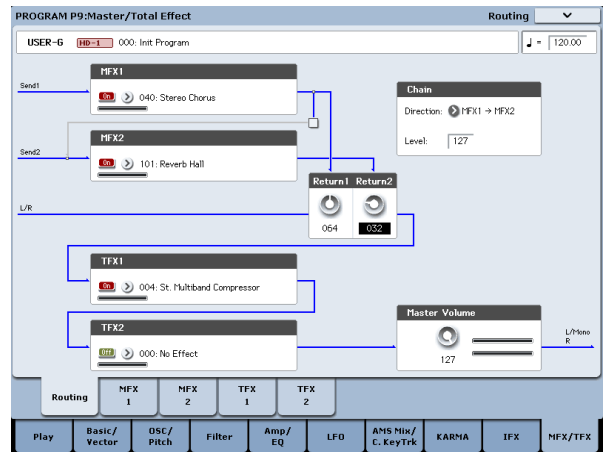 PROGRAM P9:Master/Total Effect Routing
USER-G HD-1 000: Init Program ♩ = 120.00
MFX1
Send1
On 040: Stereo Chorus
Chain
Direction: MFX1 → MFX2
Level: 127
MFX2
Send2
On 101: Reverb Hall
Return1 Return2
064 032
L/R
TFX1
On 004: St. Multiband Compressor
TFX2
Off 000: No Effect
Master Volume
127
L/Mono
R
Routing
MFX 1
MFX 2
TFX 1
TFX 2
Play
Basic/ Vector
OSC/ Pitch
Filter
Amp/ EQ
LFO
AMS Mix/ C. KeyTrk
KARMA
IFX
MFX/TFX